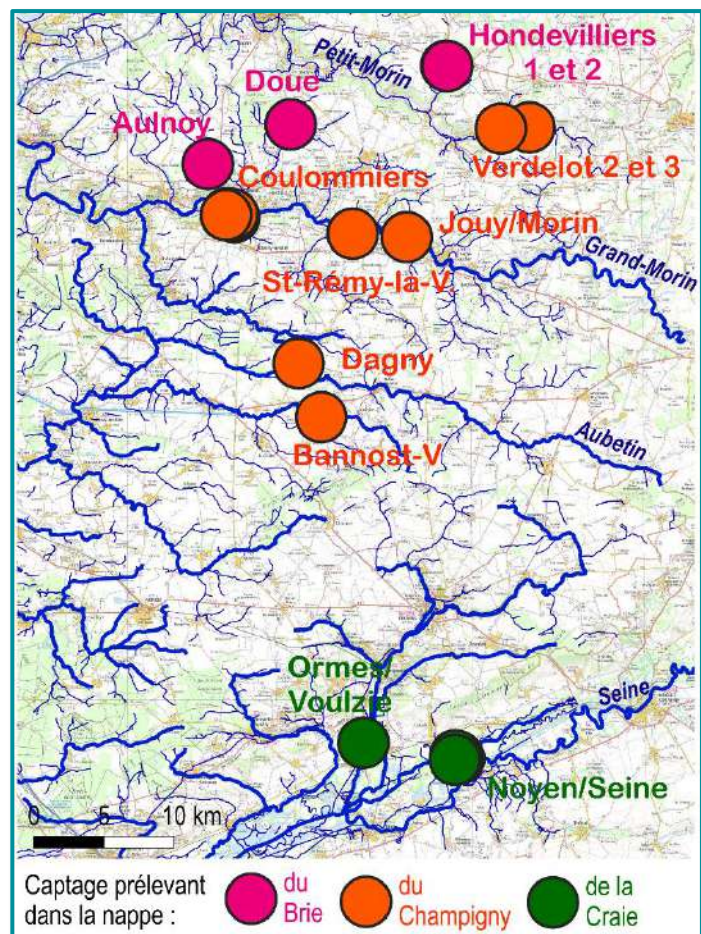 Hondevilliers
1 et 2
Petit-Morin
Doue
Aulnoy
Verdelot 2 et 3
Coulommiers
Jouy/Morin
Grand-Morin
St-Rémy-la-V.
Dagny
Bannost-V
Aubetin
Ormes/
Voulzie
Seine
Noyen/Seine
0 5 10 km
Captage prélevant
dans la nappe :
du
Brie
du
Champigny
de la
Craie